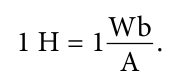 1 H = 1 Wb/A.